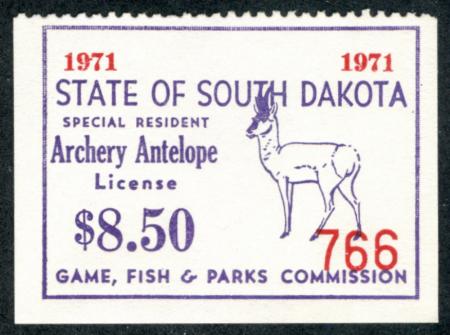 1971 1971
STATE OF SOUTH DAKOTA
SPECIAL RESIDENT
Archery Antelope
License
$8.50
766
GAME, FISH & PARKS COMMISSION